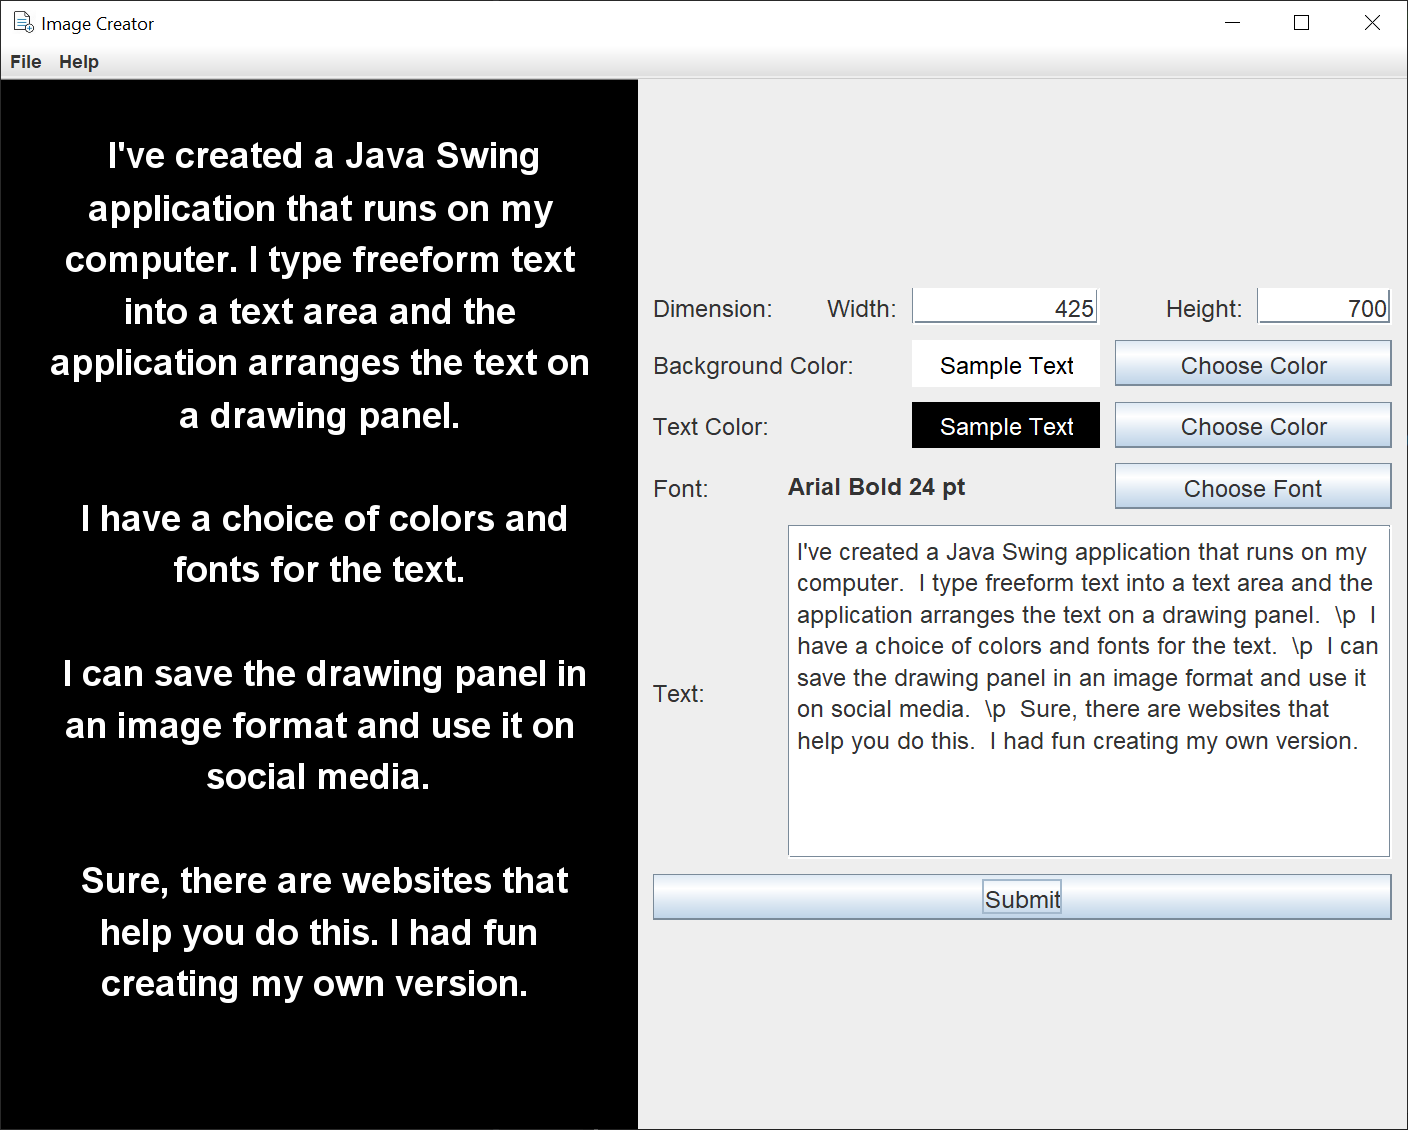 Image Creator
File Help
I've created a Java Swing
application that runs on my
computer. I type freeform text
into a text area and the
application arranges the text on
a drawing panel.
I have a choice of colors and
fonts for the text.
I can save the drawing panel in
an image format and use it on
social media.
Sure, there are websites that
help you do this. I had fun
creating my own version.
Dimension: Width: 425 Height: 700
Background Color: Sample Text Choose Color
Text Color: Sample Text Choose Color
Font: Arial Bold 24 pt Choose Font
Text:
I've created a Java Swing application that runs on my
computer.  I type freeform text into a text area and the
application arranges the text on a drawing panel.  \p  I
have a choice of colors and fonts for the text.  \p  I can
save the drawing panel in an image format and use it
on social media.  \p  Sure, there are websites that
help you do this.  I had fun creating my own version.
Submit